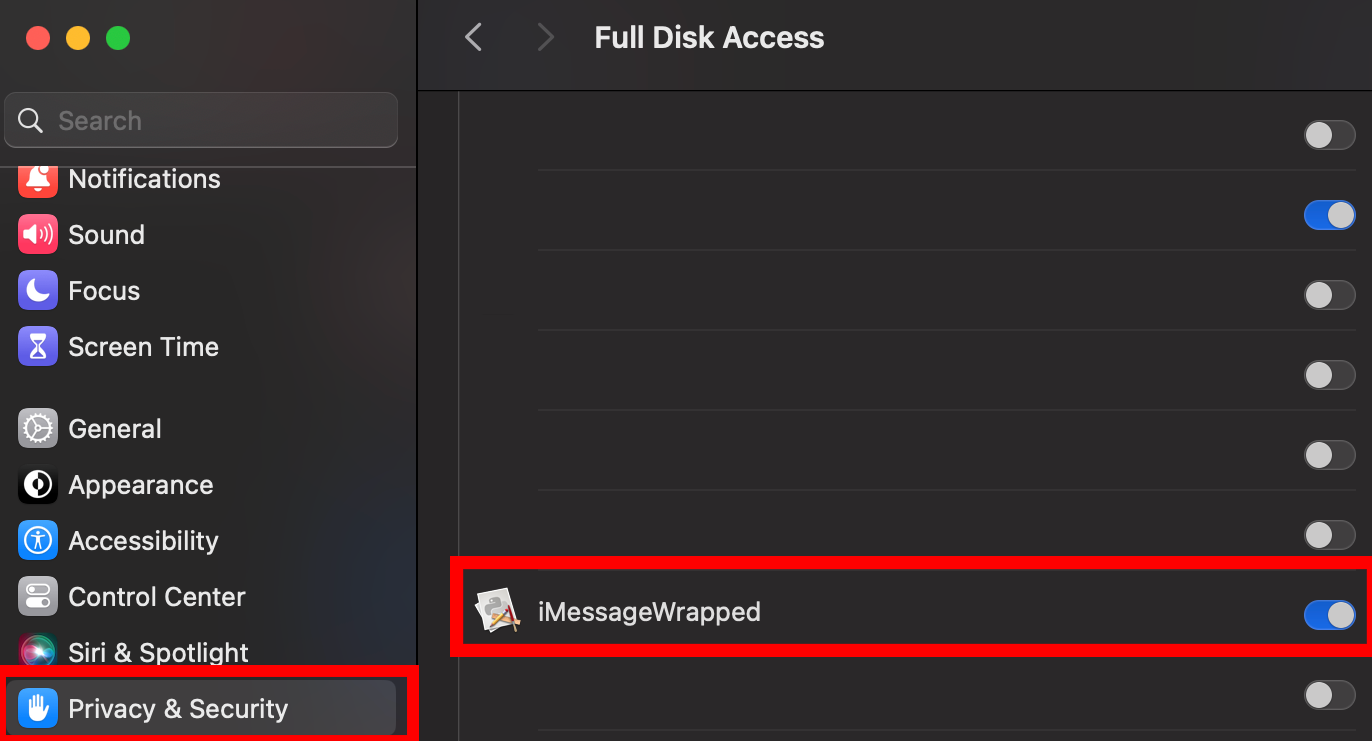 Full Disk Access
Search
Notifications
Sound
Focus
Screen Time
General
Appearance
Accessibility
Control Center
Siri & Spotlight
Privacy & Security
iMessageWrapped